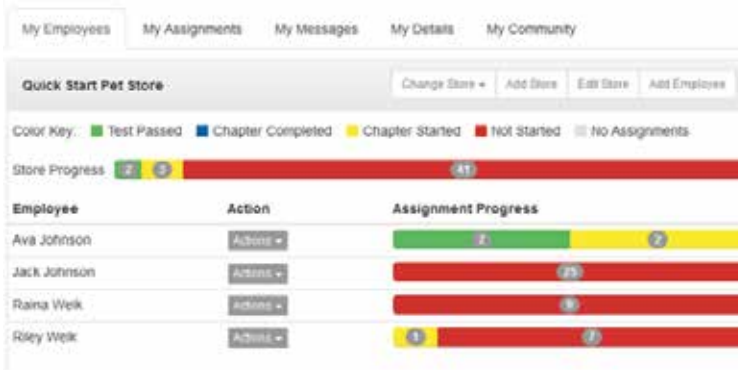 My Employees My Assignments My Messages My Details My Community
Quick Start Pet Store Change Store Add Store Edit Store Add Employee
Color Key: Test Passed Chapter Completed Chapter Started Not Started No Assignments
Store Progress 2 3 41
Employee Action Assignment Progress
Ava Johnson Actions 2 2
Jack Johnson Actions 25
Raina Welk Actions 9
Riley Welk Actions 1 7